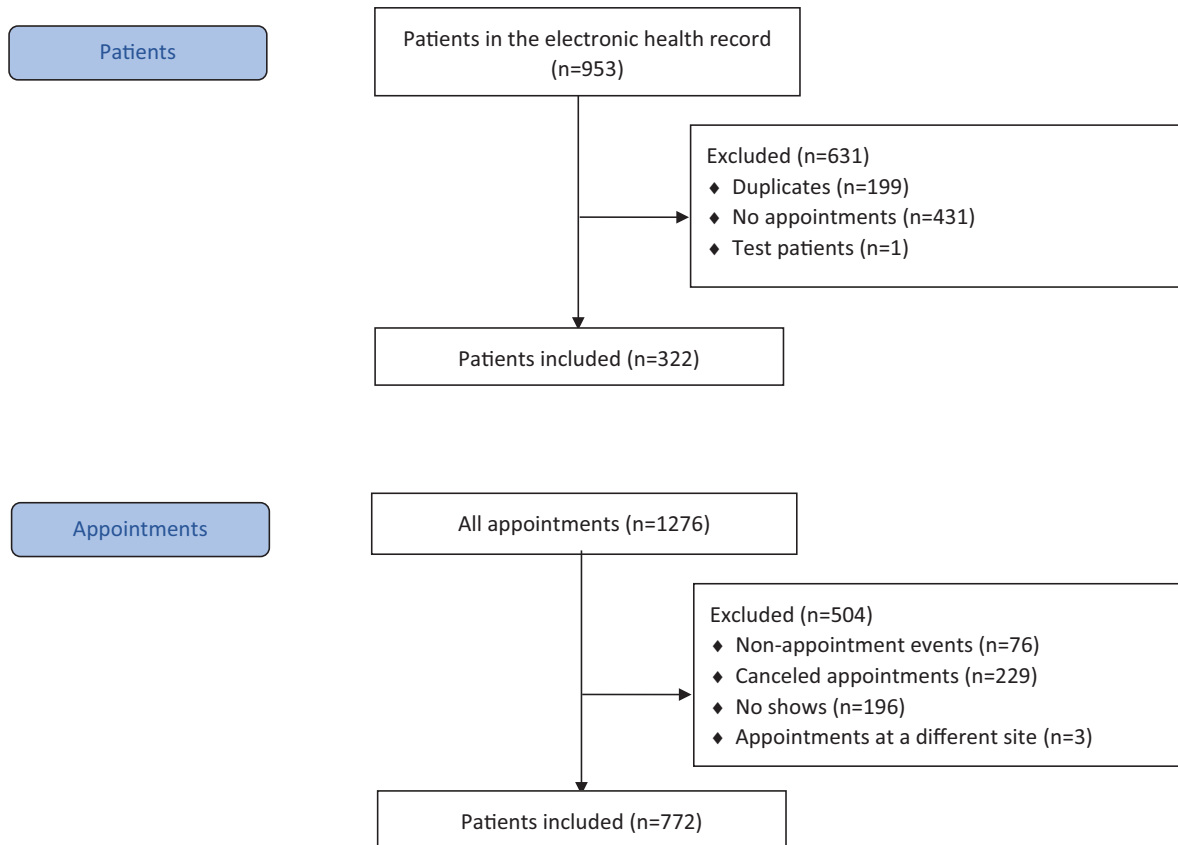 Patients
Patients in the electronic health record
(n=953)
Excluded (n=631)
♦ Duplicates (n=199)
♦ No appointments (n=431)
♦ Test patients (n=1)
Patients included (n=322)
Appointments
All appointments (n=1276)
Excluded (n=504)
♦ Non-appointment events (n=76)
♦ Canceled appointments (n=229)
♦ No shows (n=196)
♦ Appointments at a different site (n=3)
Patients included (n=772)